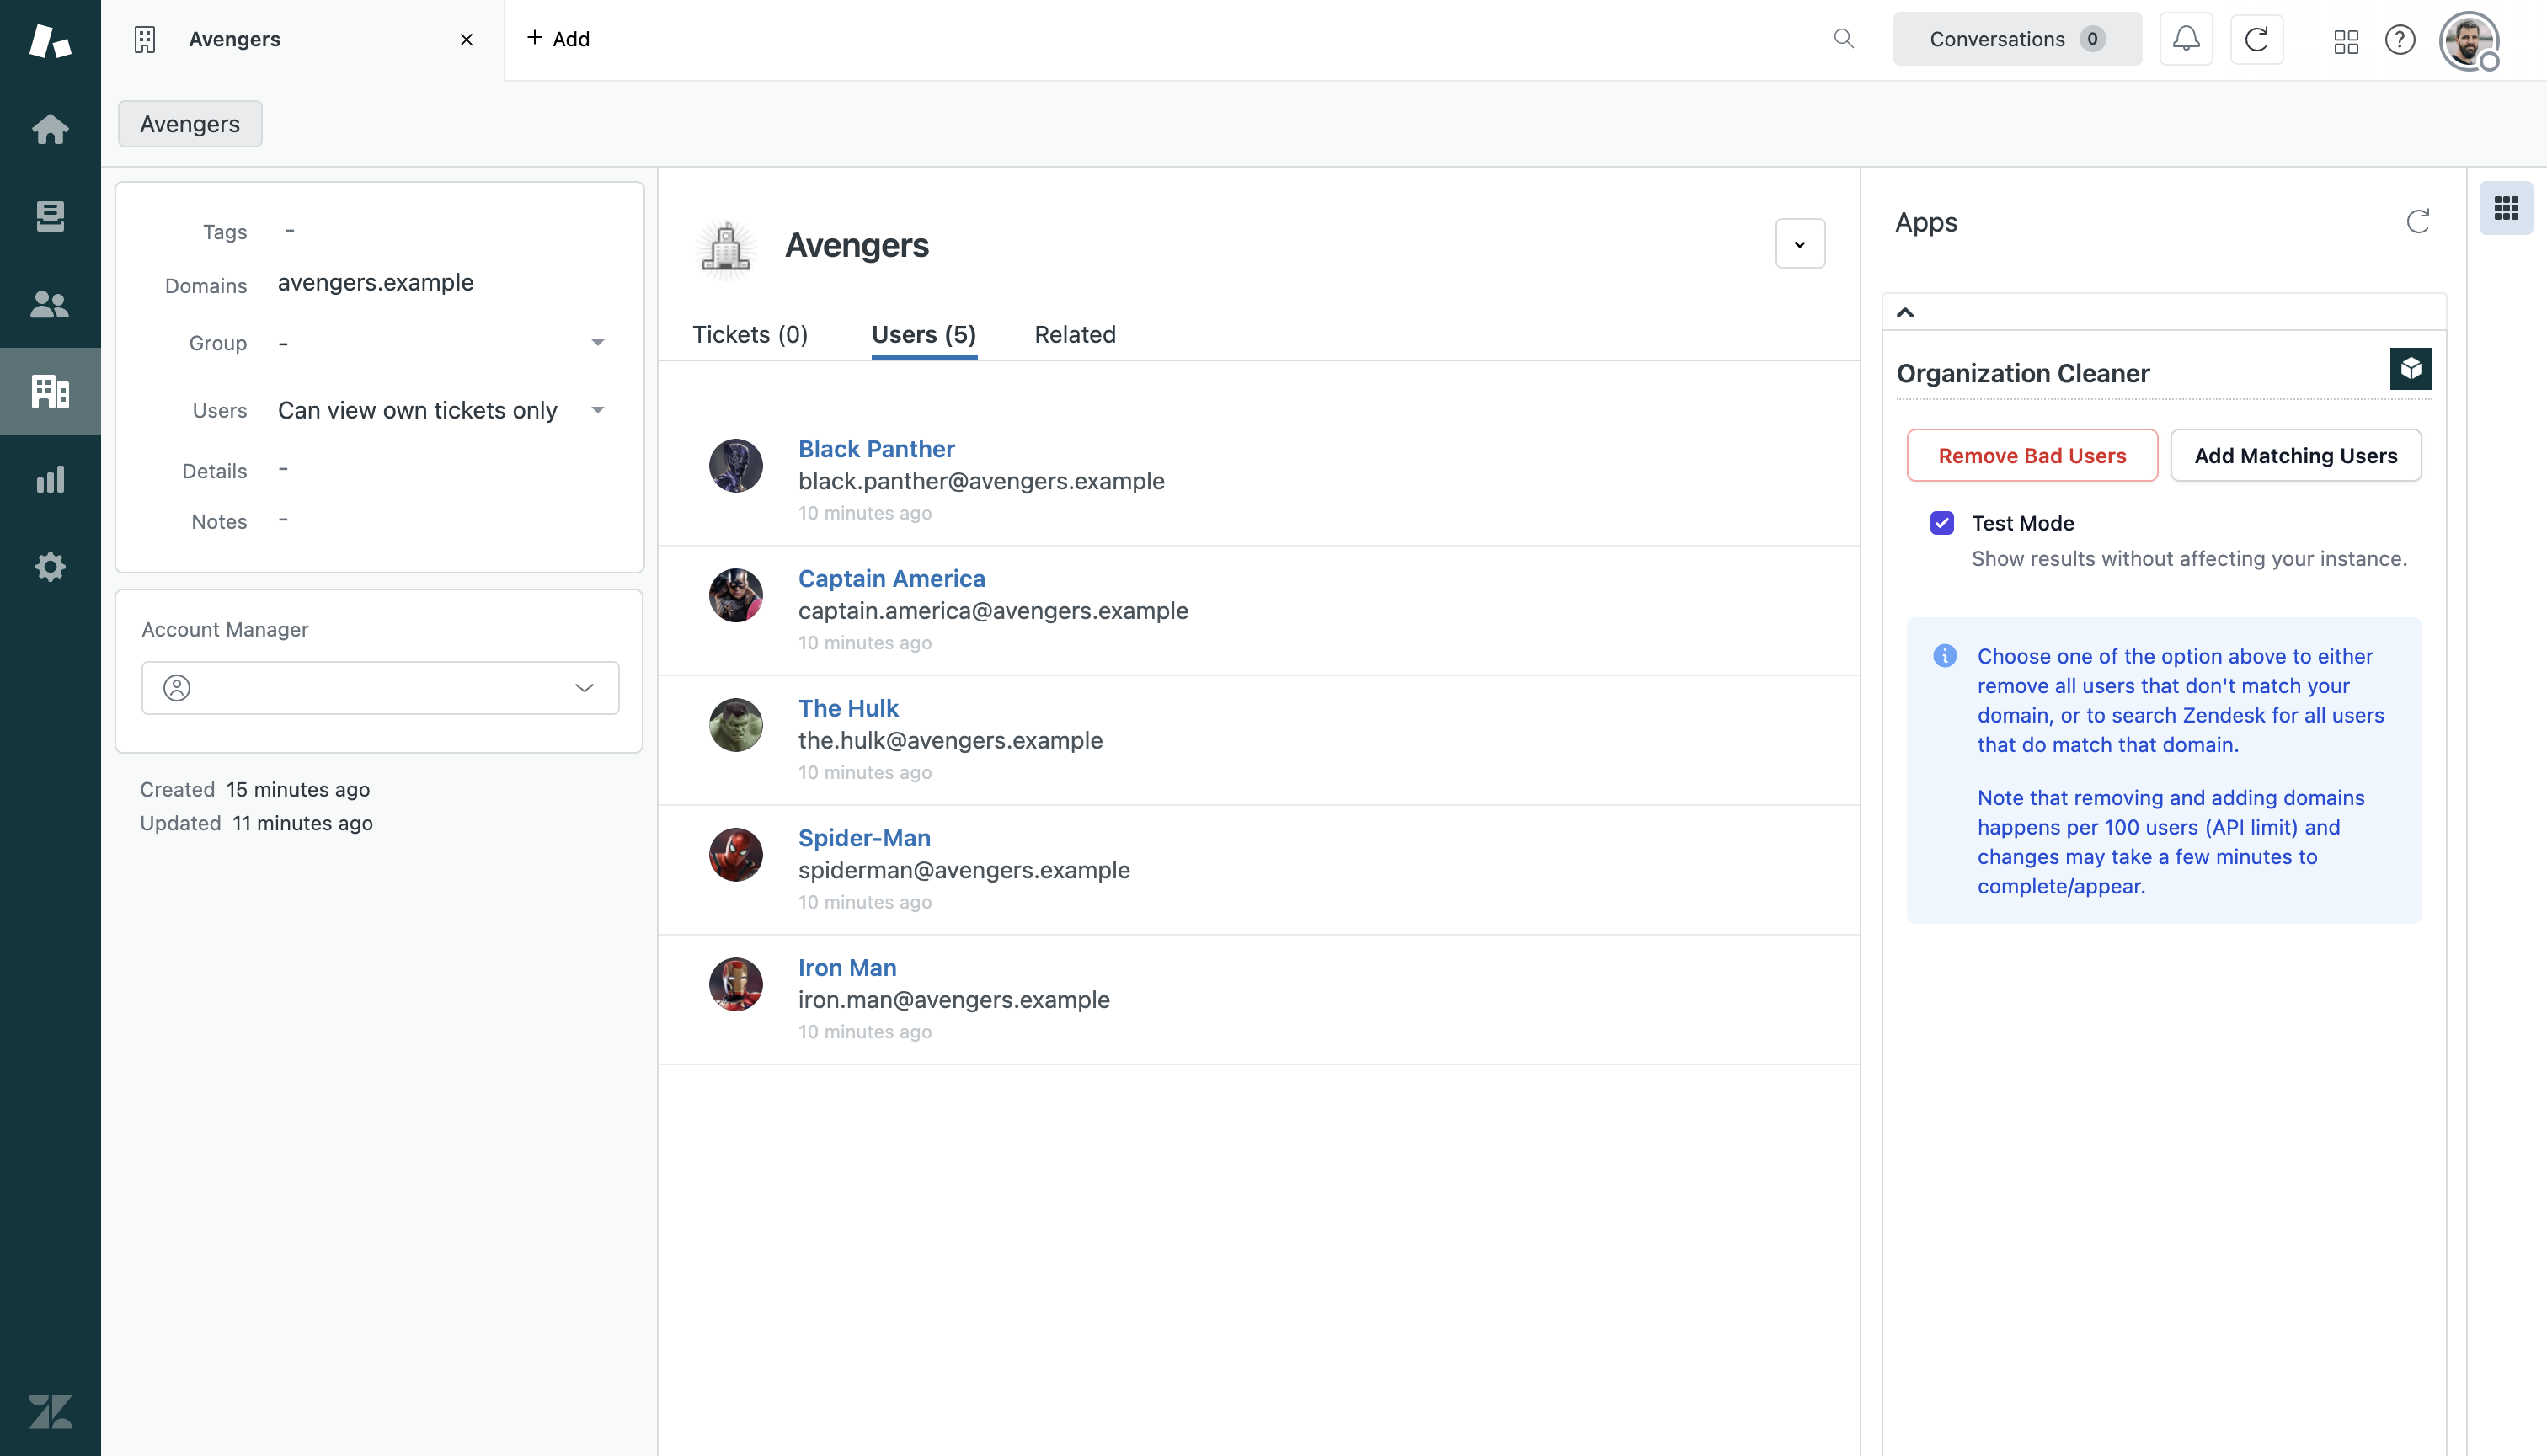 Avengers
+ Add
Conversations 0
Avengers
Tags -
Domains avengers.example
Group -
Users Can view own tickets only
Details -
Notes -
Account Manager
Created 15 minutes ago
Updated 11 minutes ago
Avengers
Tickets (0) Users (5) Related
Black Panther
black.panther@avengers.example
10 minutes ago
Captain America
captain.america@avengers.example
10 minutes ago
The Hulk
the.hulk@avengers.example
10 minutes ago
Spider-Man
spiderman@avengers.example
10 minutes ago
Iron Man
iron.man@avengers.example
10 minutes ago
Apps
Organization Cleaner
Remove Bad Users Add Matching Users
Test Mode
Show results without affecting your instance.
Choose one of the option above to either
remove all users that don't match your
domain, or to search Zendesk for all users
that do match that domain.
Note that removing and adding domains
happens per 100 users (API limit) and
changes may take a few minutes to
complete/appear.